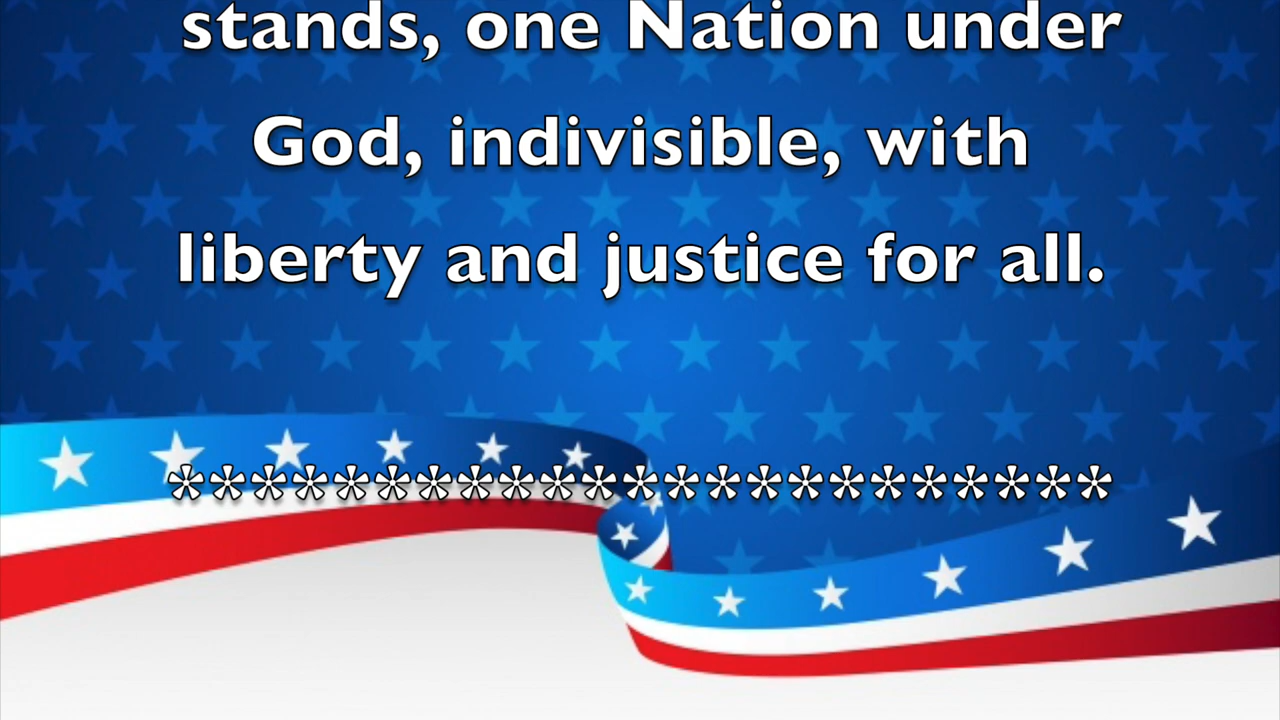 stands, one Nation under
God, indivisible, with
liberty and justice for all.
***********************